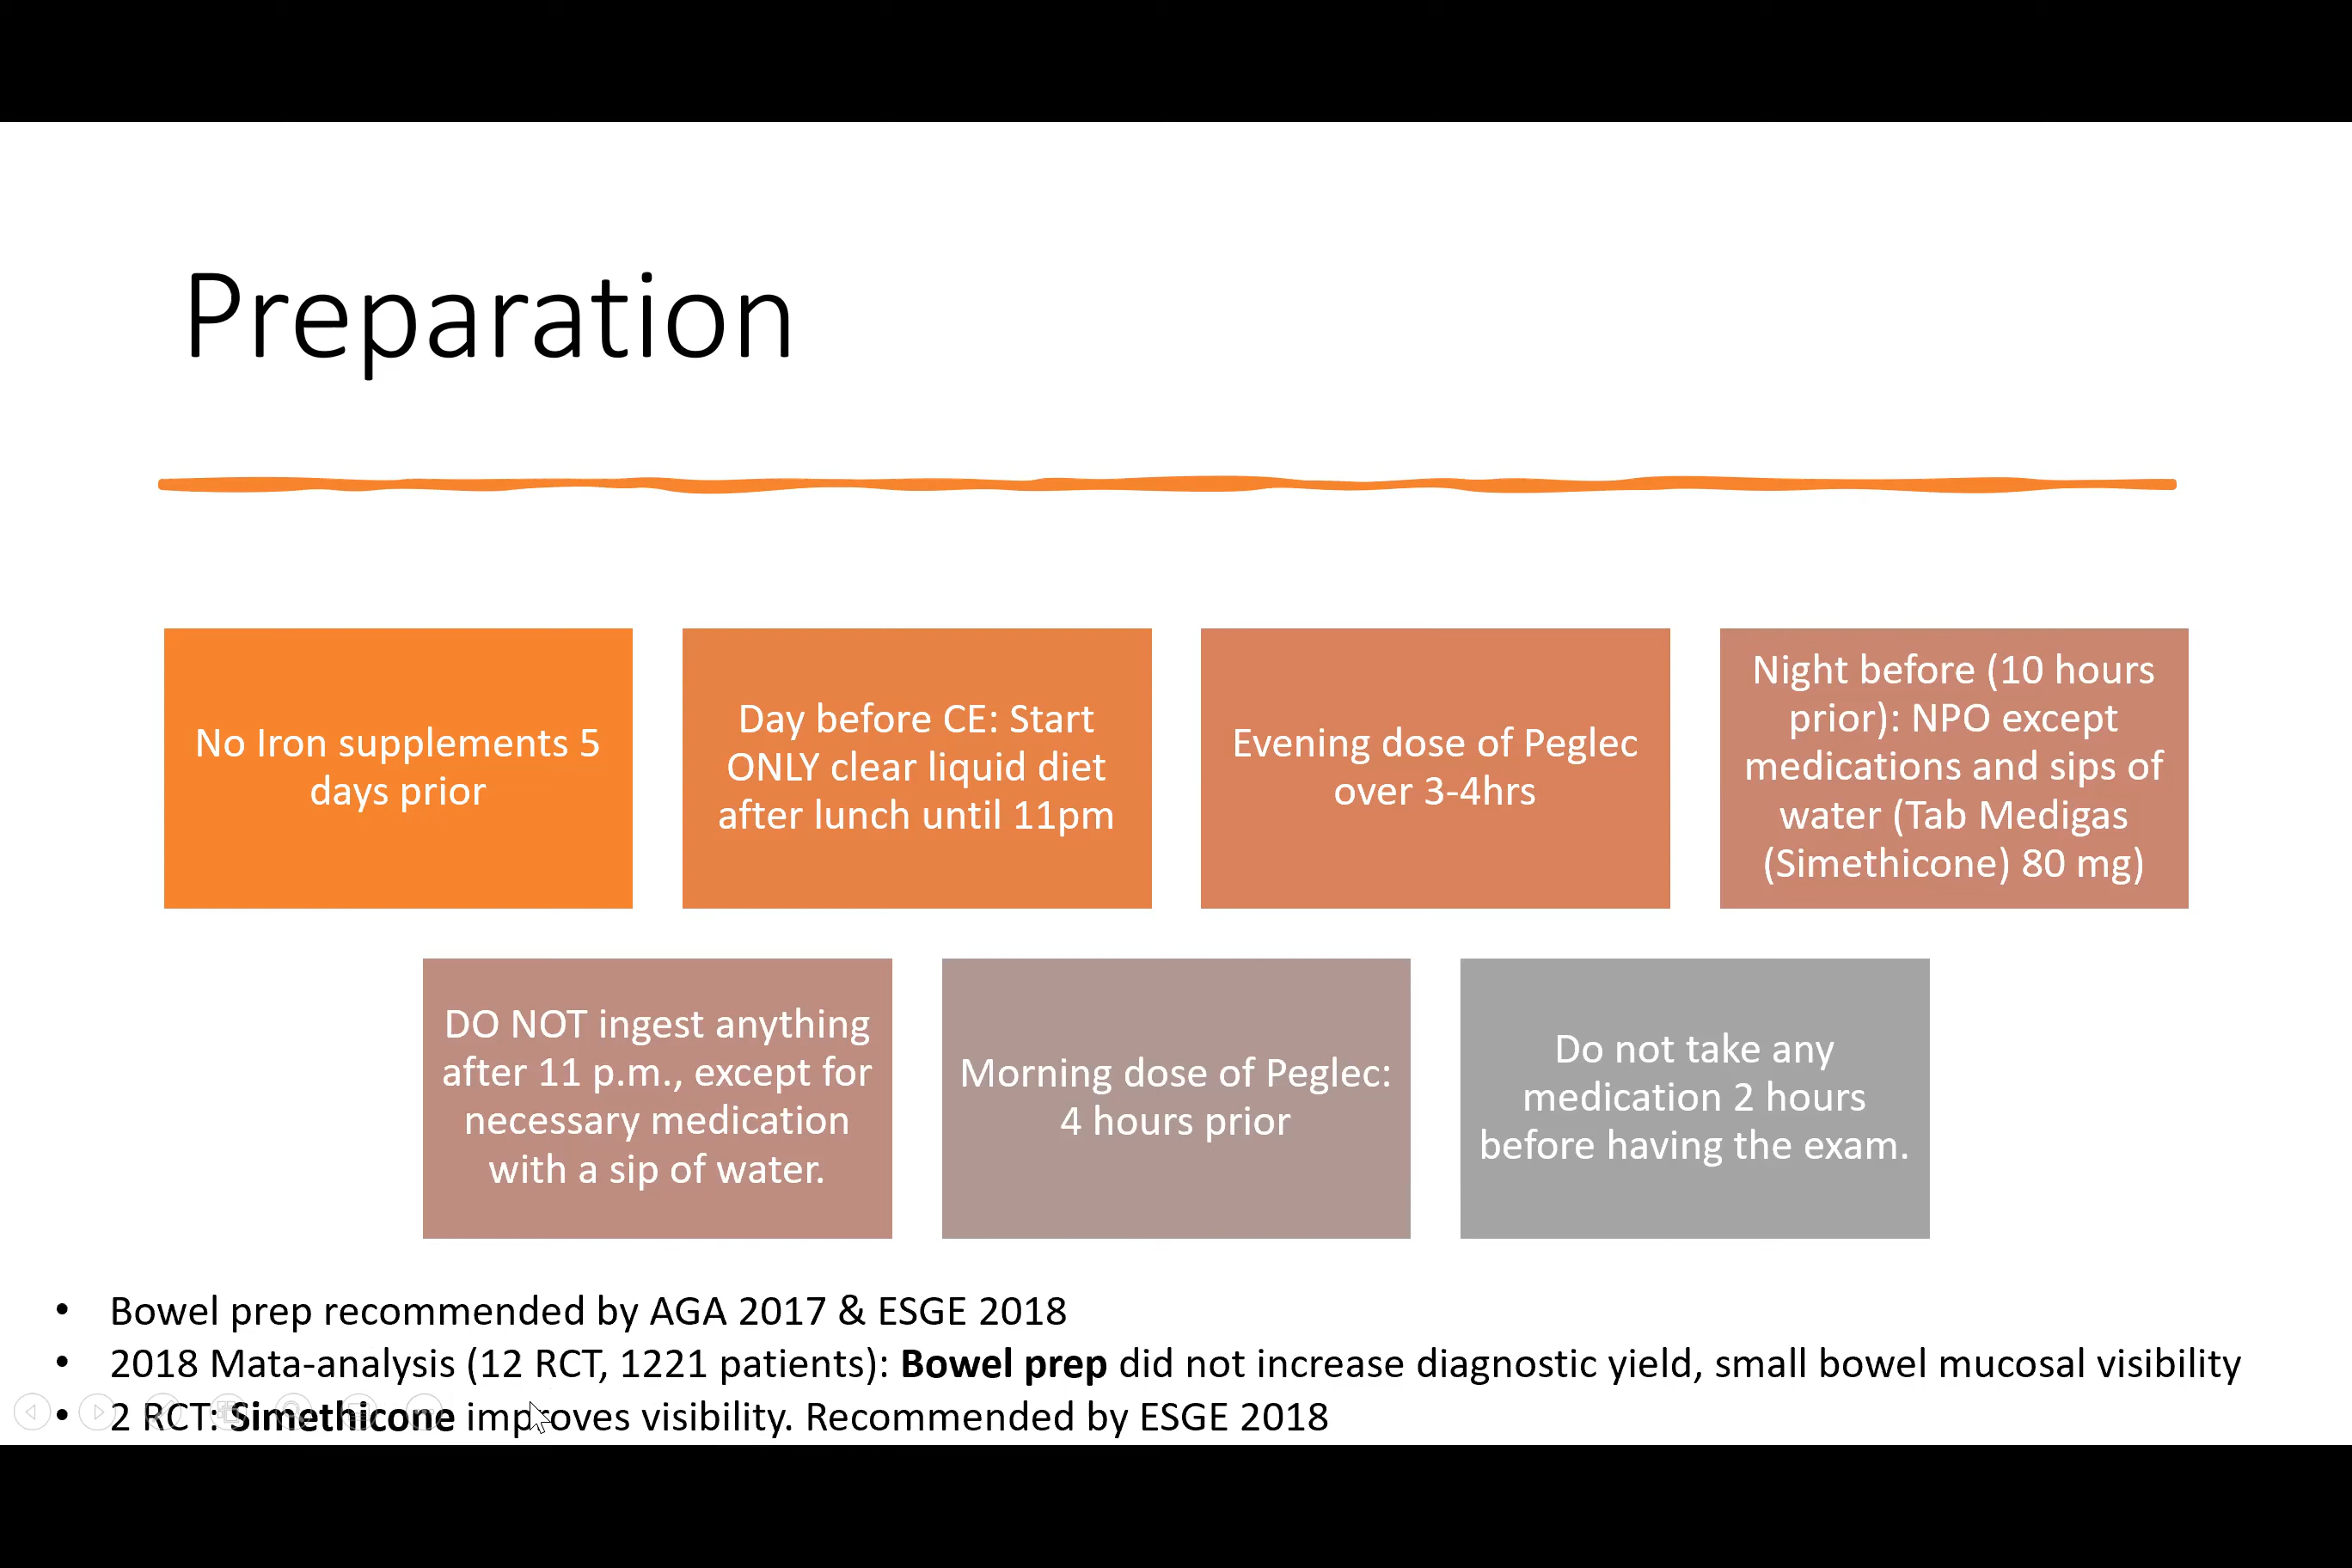 Preparation
No Iron supplements 5
days prior
Day before CE: Start
ONLY clear liquid diet
after lunch until 11pm
Evening dose of Peglec
over 3-4hrs
Night before (10 hours
prior): NPO except
medications and sips of
water (Tab Medigas
(Simethicone) 80 mg)
DO NOT ingest anything
after 11 p.m., except for
necessary medication
with a sip of water.
Morning dose of Peglec:
4 hours prior
Do not take any
medication 2 hours
before having the exam.
• Bowel prep recommended by AGA 2017 & ESGE 2018
• 2018 Mata-analysis (12 RCT, 1221 patients): Bowel prep did not increase diagnostic yield, small bowel mucosal visibility
• 2 RCT: Simethicone improves visibility. Recommended by ESGE 2018